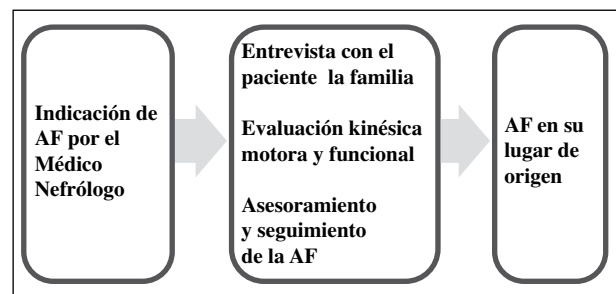 Indicación de
AF por el
Médico
Nefrólogo
Entrevista con el
paciente la familia
Evaluación kinésica
motora y funcional
Asesoramiento
y seguimiento
de la AF
AF en su
lugar de
origen